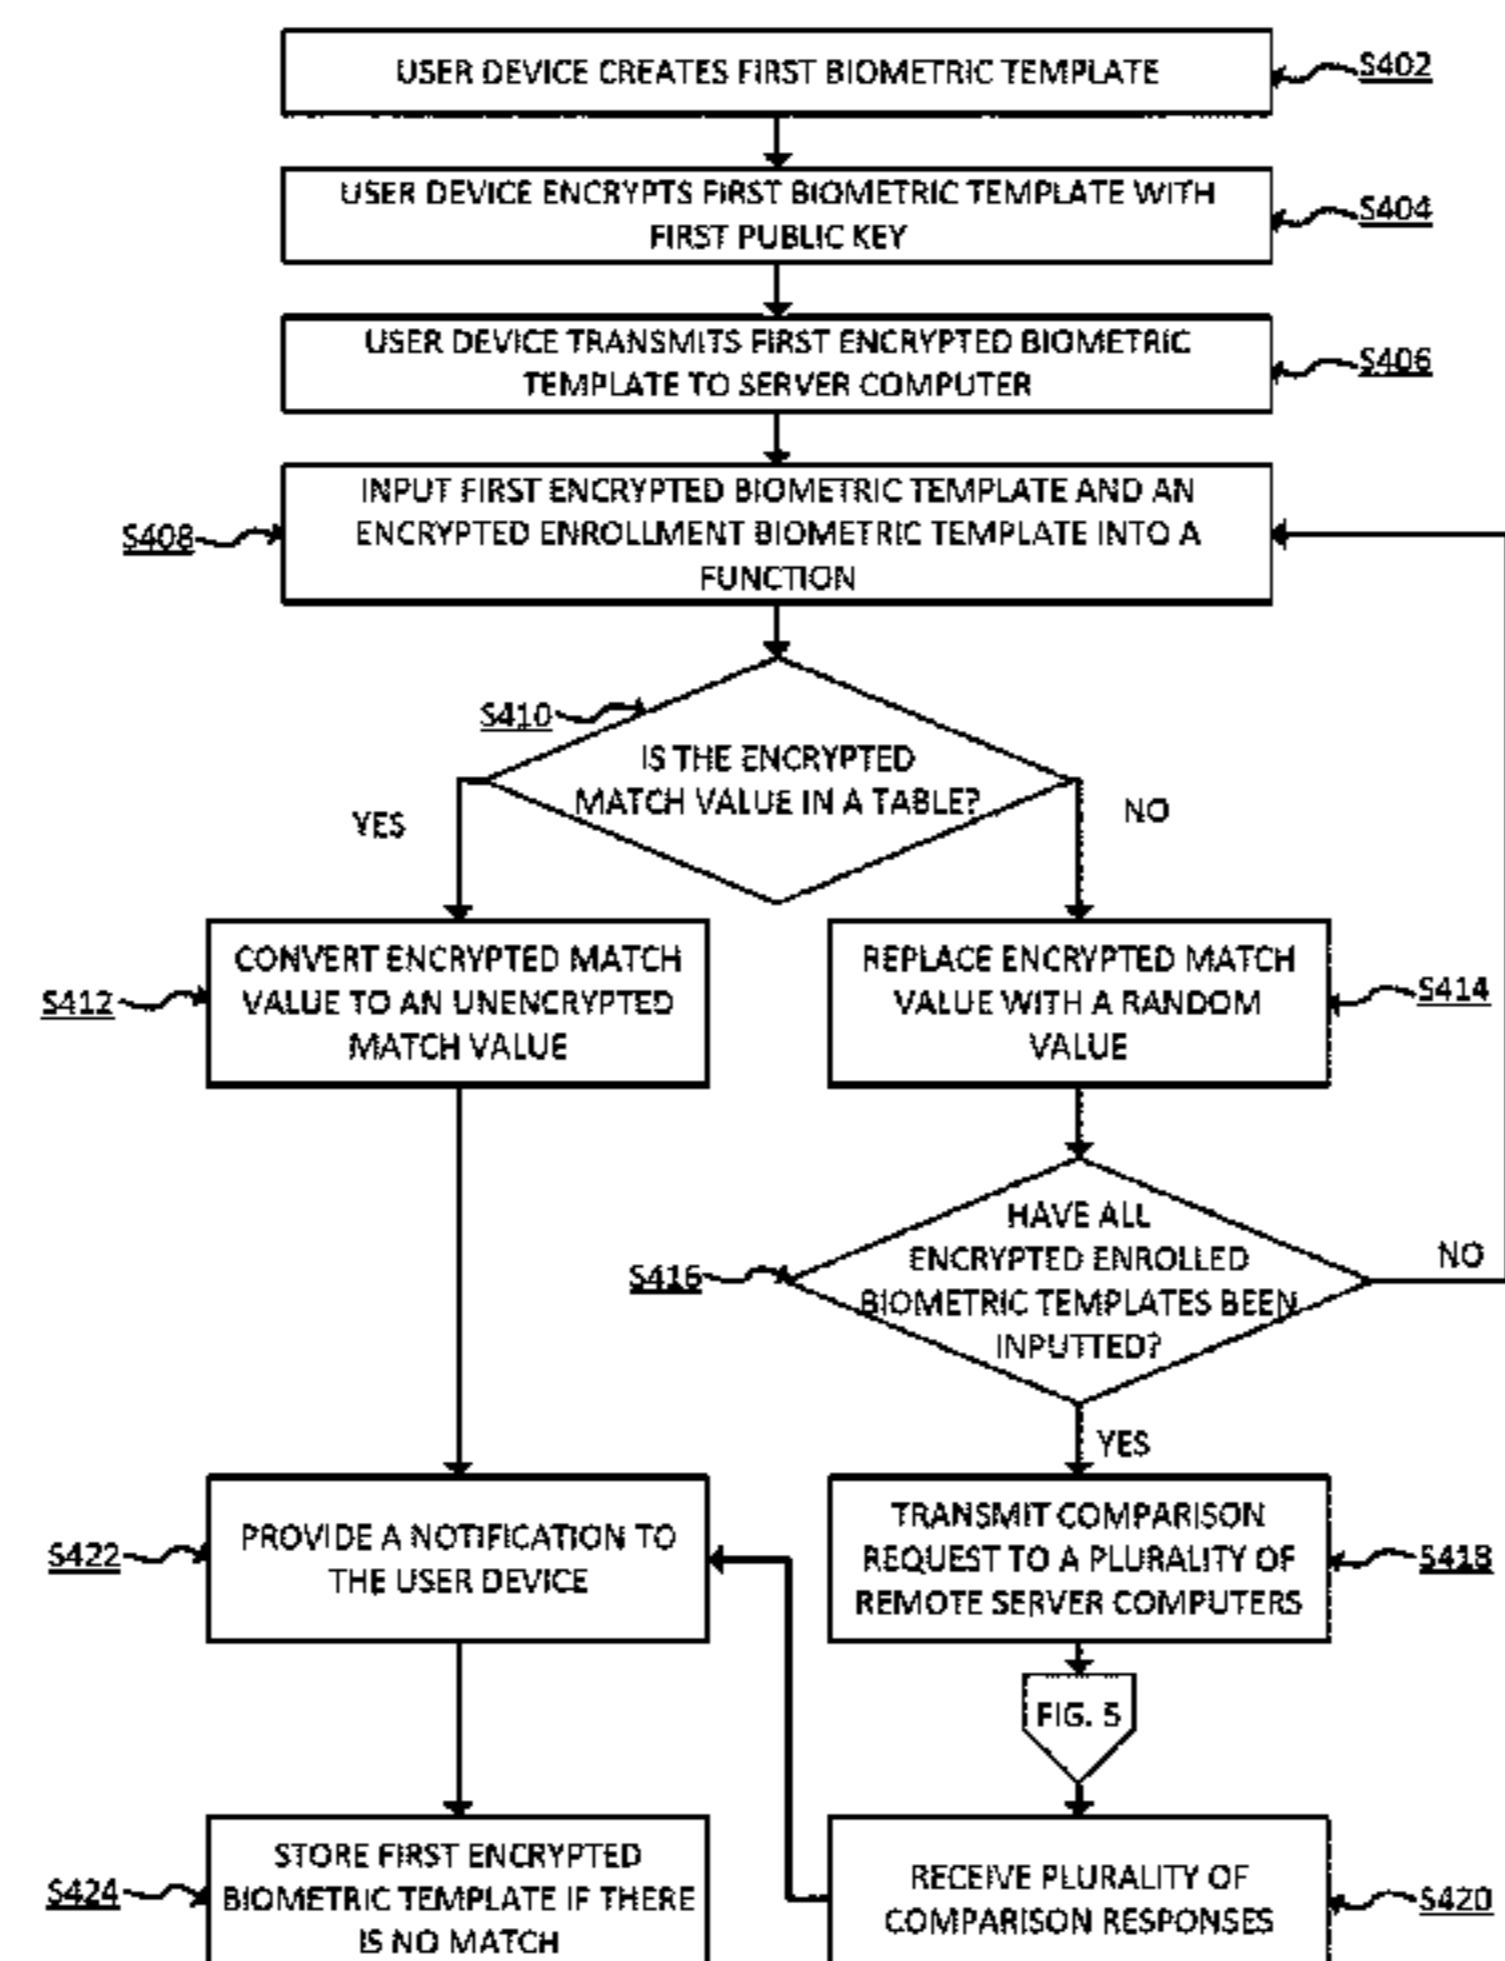 USER DEVICE CREATES FIRST BIOMETRIC TEMPLATE
S402
USER DEVICE ENCRYPTS FIRST BIOMETRIC TEMPLATE WITH
FIRST PUBLIC KEY
S404
USER DEVICE TRANSMITS FIRST ENCRYPTED BIOMETRIC
TEMPLATE TO SERVER COMPUTER
S406
INPUT FIRST ENCRYPTED BIOMETRIC TEMPLATE AND AN
ENCRYPTED ENROLLMENT BIOMETRIC TEMPLATE INTO A
FUNCTION
S408
S410
IS THE ENCRYPTED
MATCH VALUE IN A TABLE?
YES
NO
CONVERT ENCRYPTED MATCH
VALUE TO AN UNENCRYPTED
MATCH VALUE
S412
REPLACE ENCRYPTED MATCH
VALUE WITH A RANDOM
VALUE
S414
HAVE ALL
ENCRYPTED ENROLLED
BIOMETRIC TEMPLATES BEEN
INPUTTED?
S416
NO
YES
PROVIDE A NOTIFICATION TO
THE USER DEVICE
S422
TRANSMIT COMPARISON
REQUEST TO A PLURALITY OF
REMOTE SERVER COMPUTERS
S418
FIG. 5
STORE FIRST ENCRYPTED
BIOMETRIC TEMPLATE IF THERE
IS NO MATCH
S424
RECEIVE PLURALITY OF
COMPARISON RESPONSES
S420